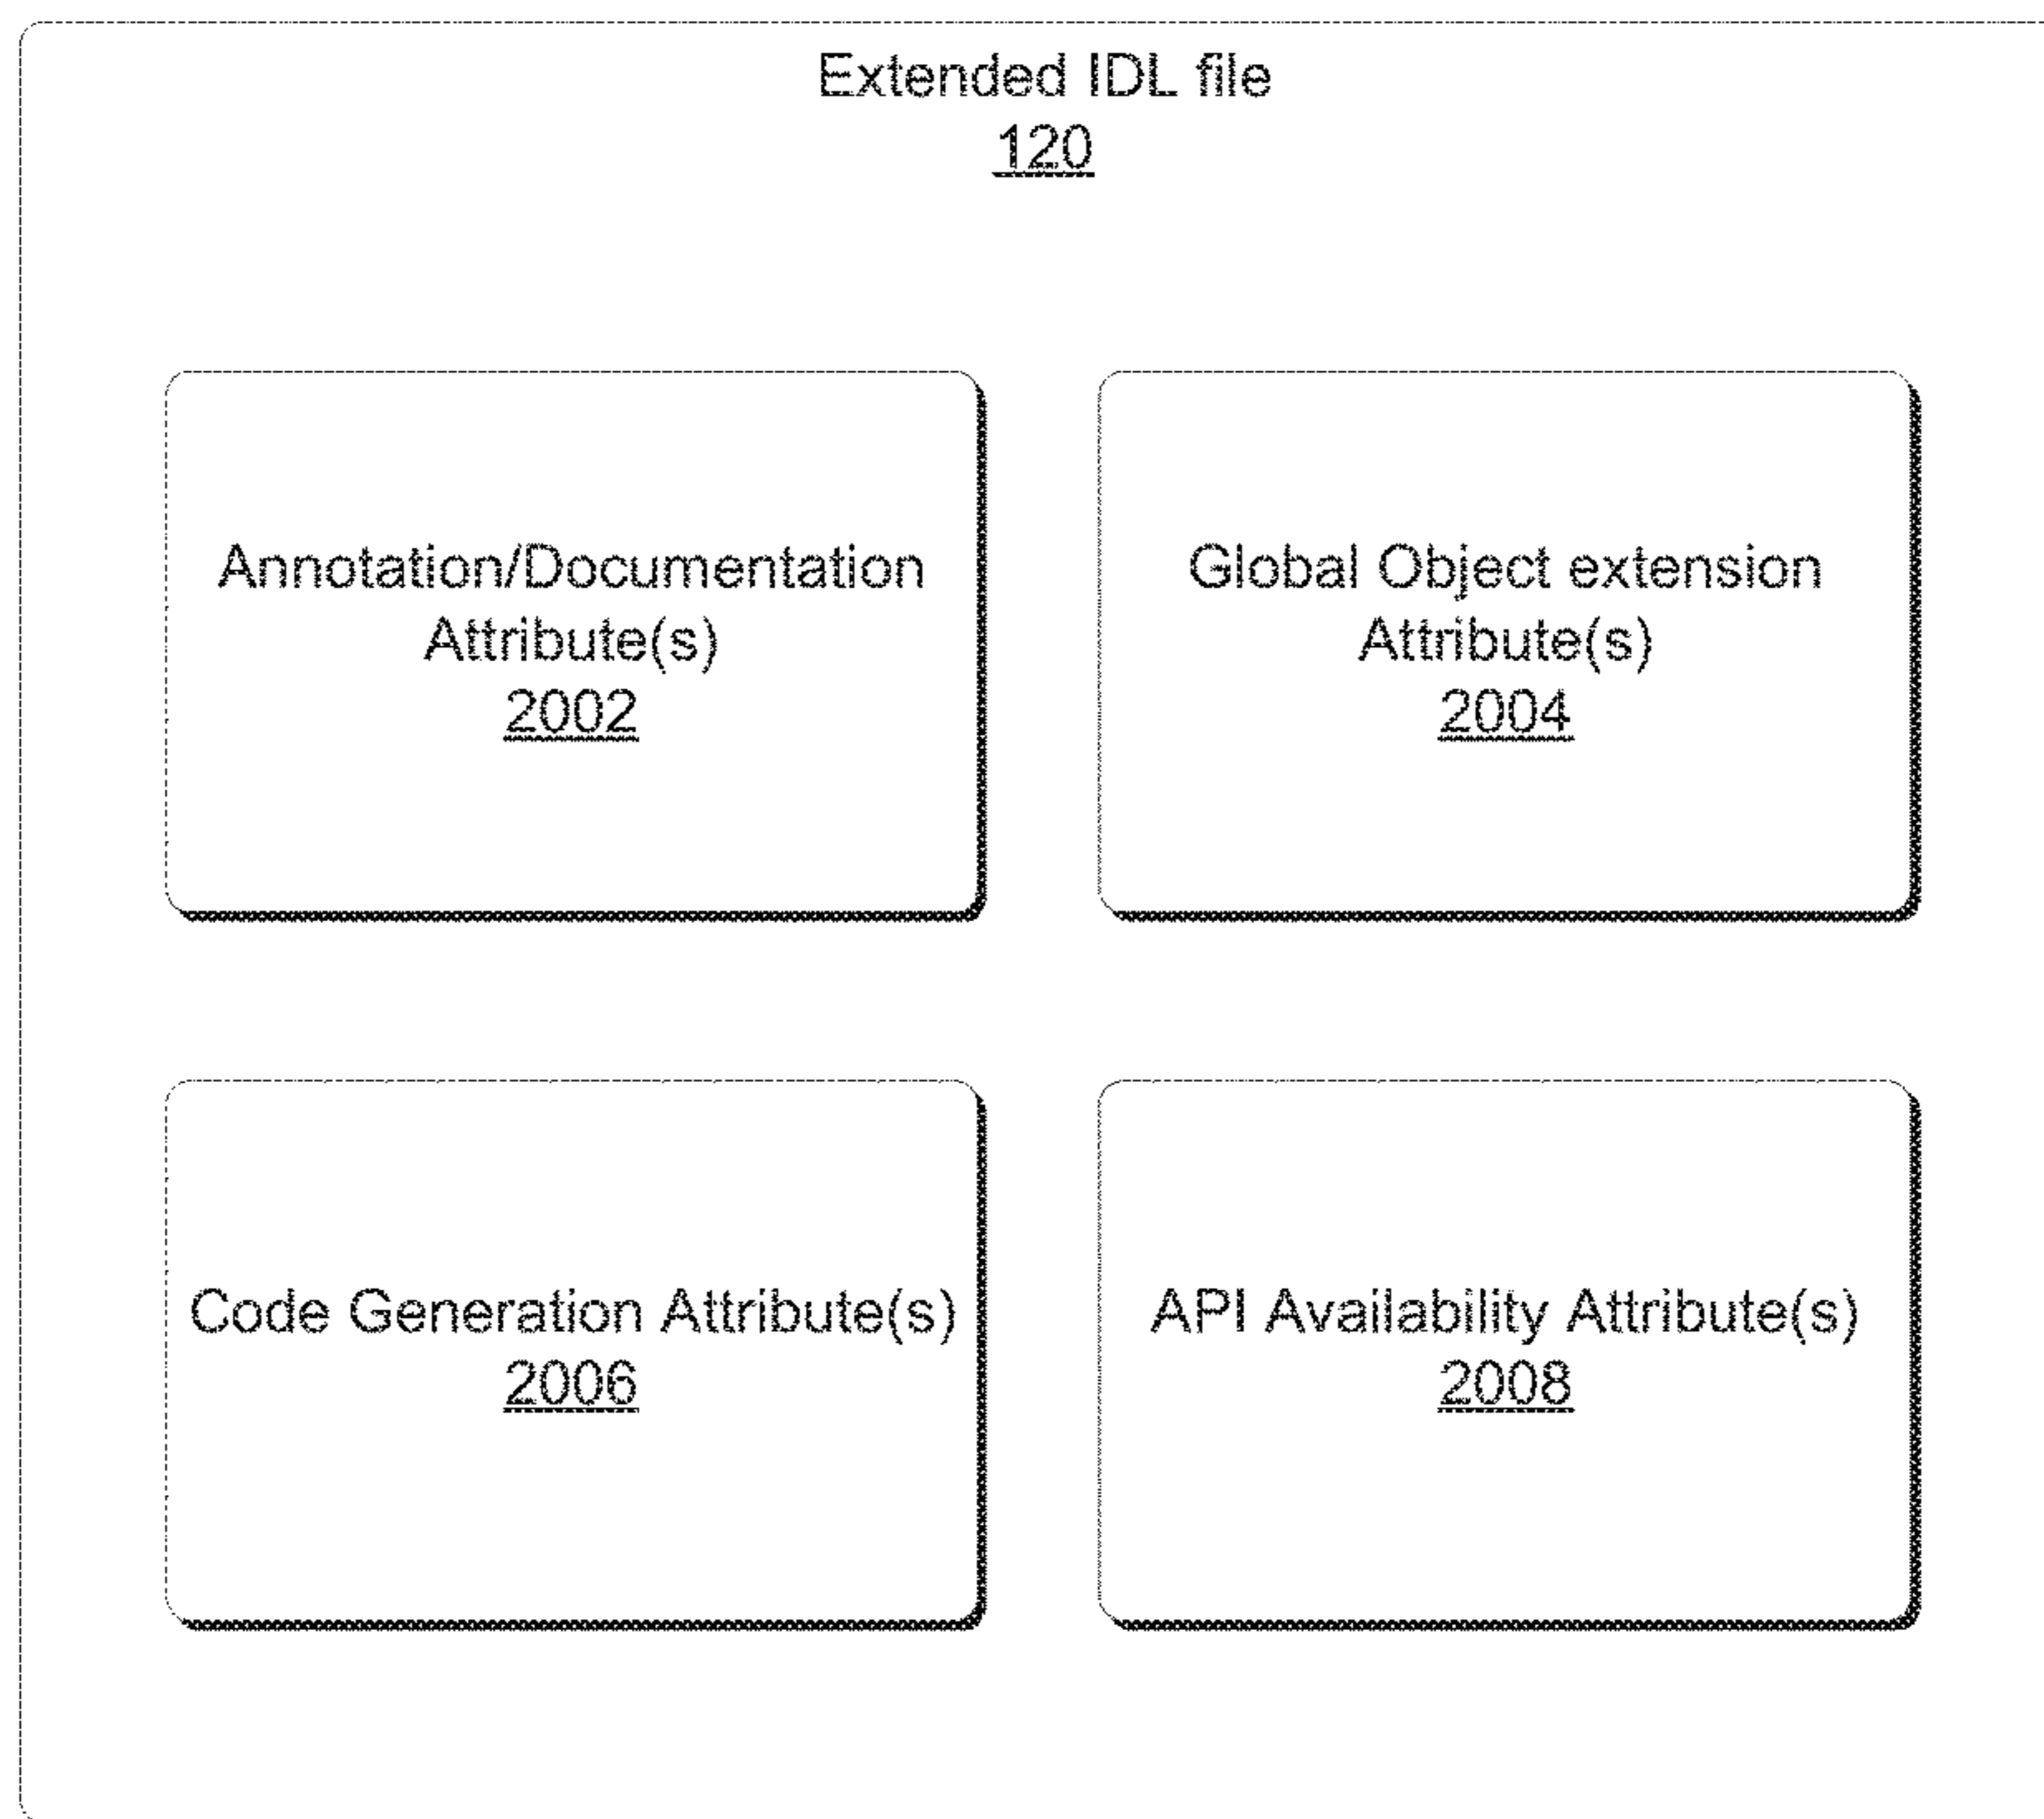 Extended IDL file
120
Annotation/Documentation
Attribute(s)
2002
Global Object extension
Attribute(s)
2004
Code Generation Attribute(s)
2006
API Availability Attribute(s)
2008